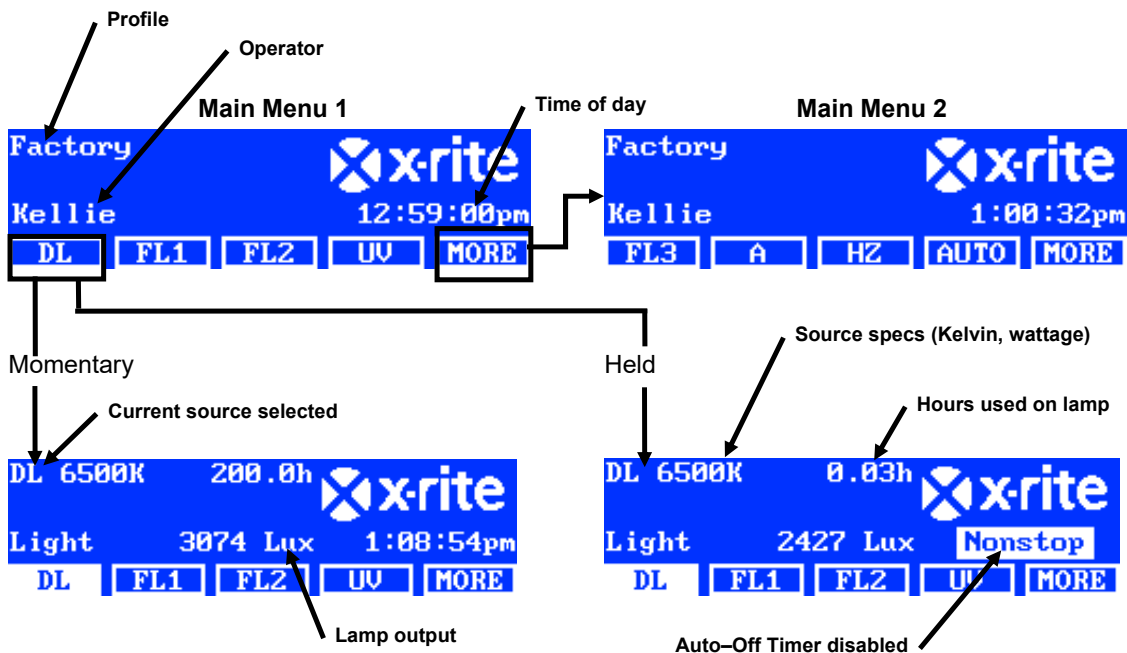 Profile
Operator
Main Menu 1
Time of day
Main Menu 2
Factory
x-rite
Kellie
12:59:00pm
DL FL1 FL2 UV MORE
Factory
x-rite
Kellie
1:00:32pm
FL3 A HZ AUTO MORE
Momentary
Held
Source specs (Kelvin, wattage)
Current source selected
Hours used on lamp
DL 6500K 200.0h
x-rite
Light 3074 Lux 1:08:54pm
DL FL1 FL2 UV MORE
DL 6500K 0.03h
x-rite
Light 2427 Lux Nonstop
DL FL1 FL2 UV MORE
Lamp output
Auto–Off Timer disabled